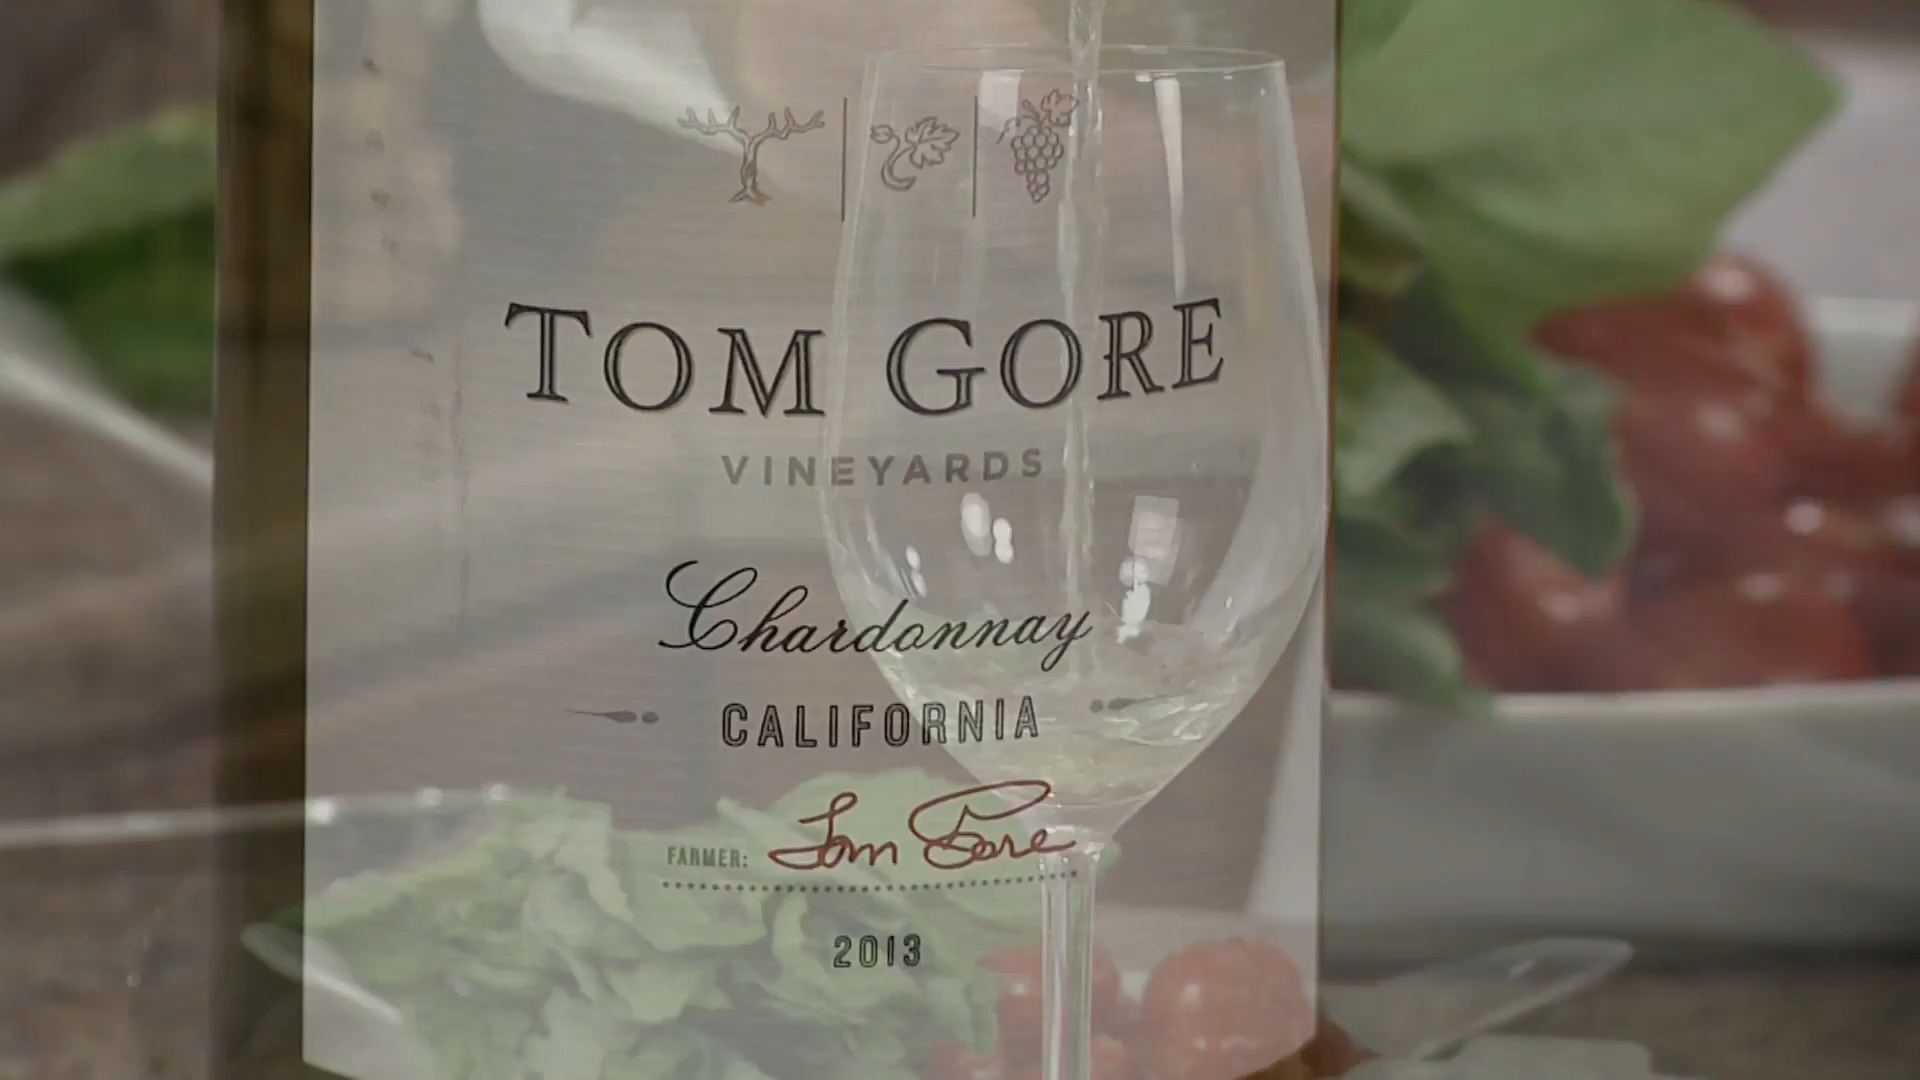 TOM GORE
VINEYARDS
Chardonnay
CALIFORNIA
FARMER: Tom Gore
2013